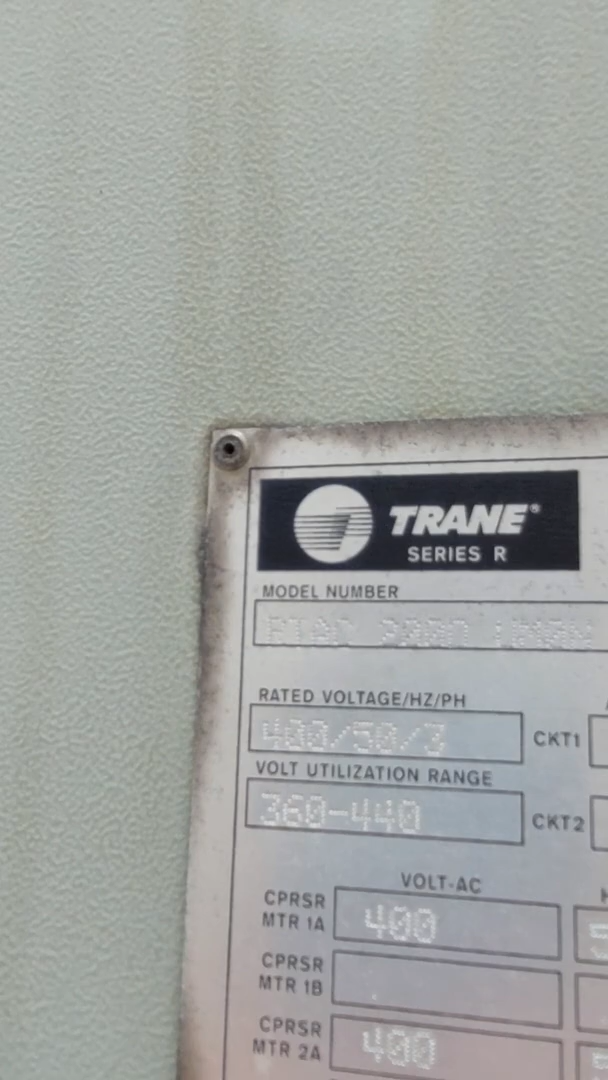 TRANE®
SERIES R
MODEL NUMBER
RATED VOLTAGE/HZ/PH
400/50/3
CKT1
VOLT UTILIZATION RANGE
360-440
CKT2
VOLT-AC
CPRSR
MTR 1A
400
CPRSR
MTR 1B
CPRSR
MTR 2A
400